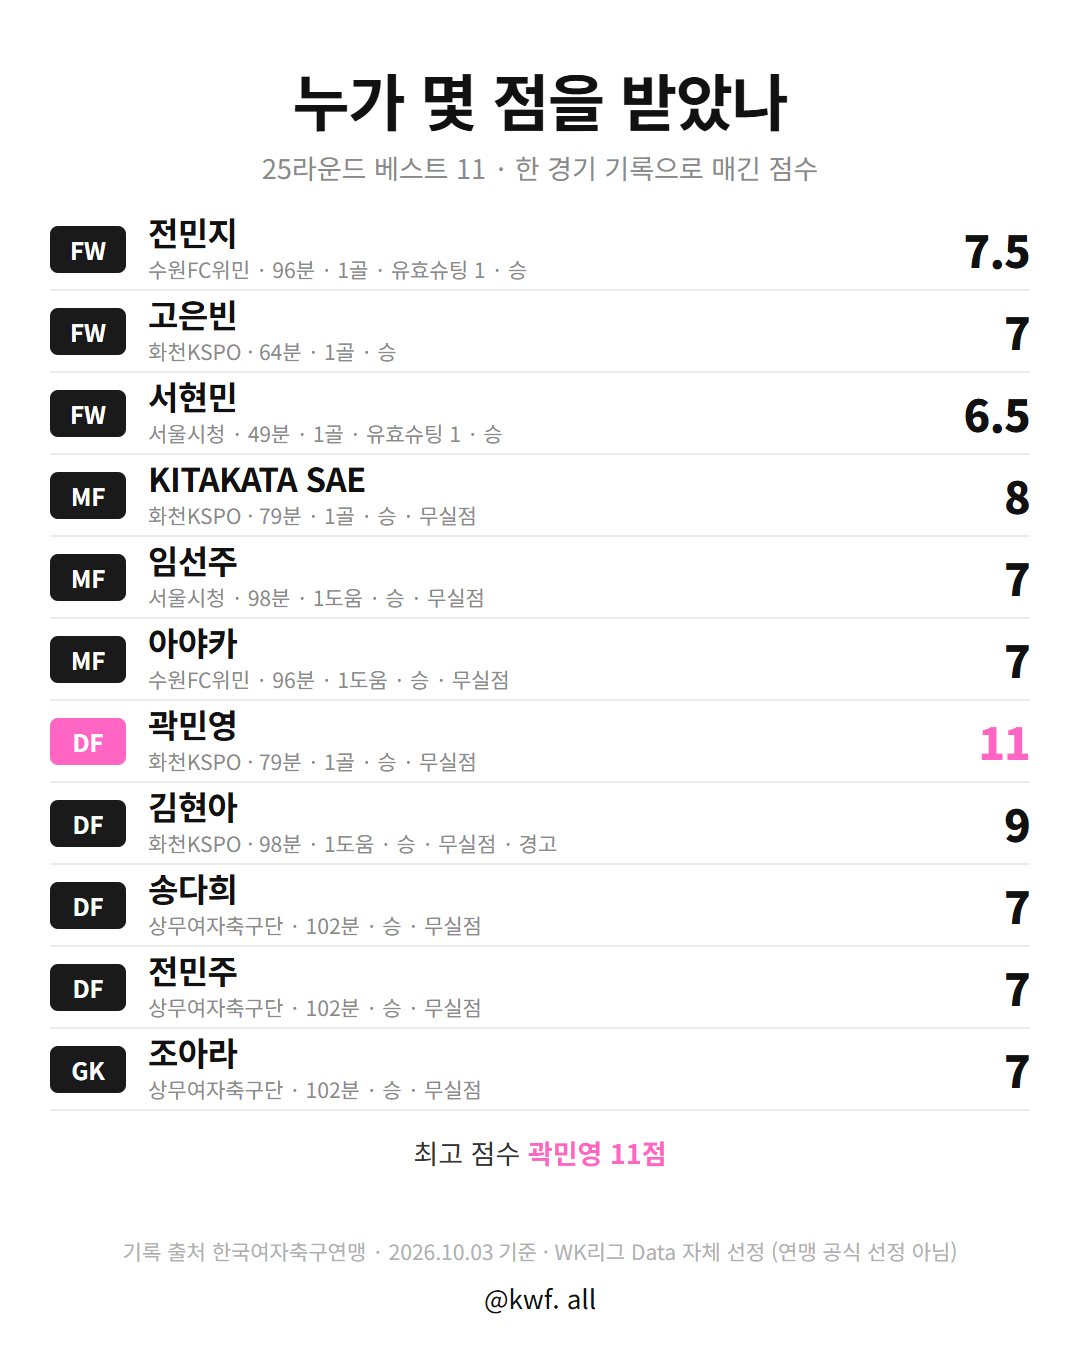 누가 몇 점을 받았나
25라운드 베스트 11 · 한 경기 기록으로 매긴 점수
FW 전민지 7.5
수원FC위민 · 96분 · 1골 · 유효슈팅 1 · 승
FW 고은빈 7
화천KSPO · 64분 · 1골 · 승
FW 서현민 6.5
서울시청 · 49분 · 1골 · 유효슈팅 1 · 승
MF KITAKATA SAE 8
화천KSPO · 79분 · 1골 · 승 · 무실점
MF 임선주 7
서울시청 · 98분 · 1도움 · 승 · 무실점
MF 아야카 7
수원FC위민 · 96분 · 1도움 · 승 · 무실점
DF 곽민영 11
화천KSPO · 79분 · 1골 · 승 · 무실점
DF 김현아 9
화천KSPO · 98분 · 1도움 · 승 · 무실점 · 경고
DF 송다희 7
상무여자축구단 · 102분 · 승 · 무실점
DF 전민주 7
상무여자축구단 · 102분 · 승 · 무실점
GK 조아라 7
상무여자축구단 · 102분 · 승 · 무실점
최고 점수 곽민영 11점
기록 출처 한국여자축구연맹 · 2026.10.03 기준 · WK리그 Data 자체 선정 (연맹 공식 선정 아님)
@kwf. all